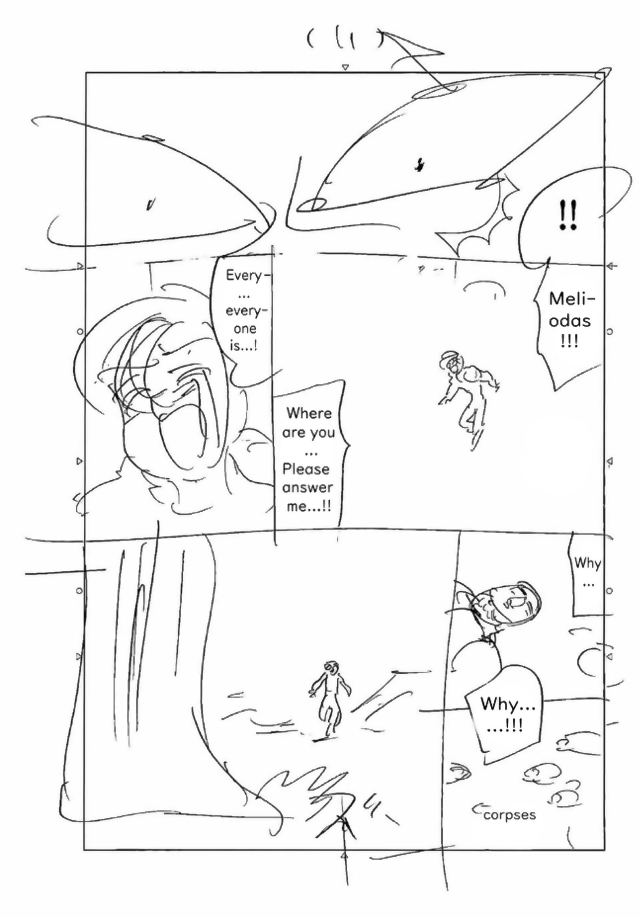 !!
Meli-
odas
!!!
Every-
...
every-
one
is...!
Where
are you
...
Please
answer
me...!!
Why
...
Why...
...!!!
corpses